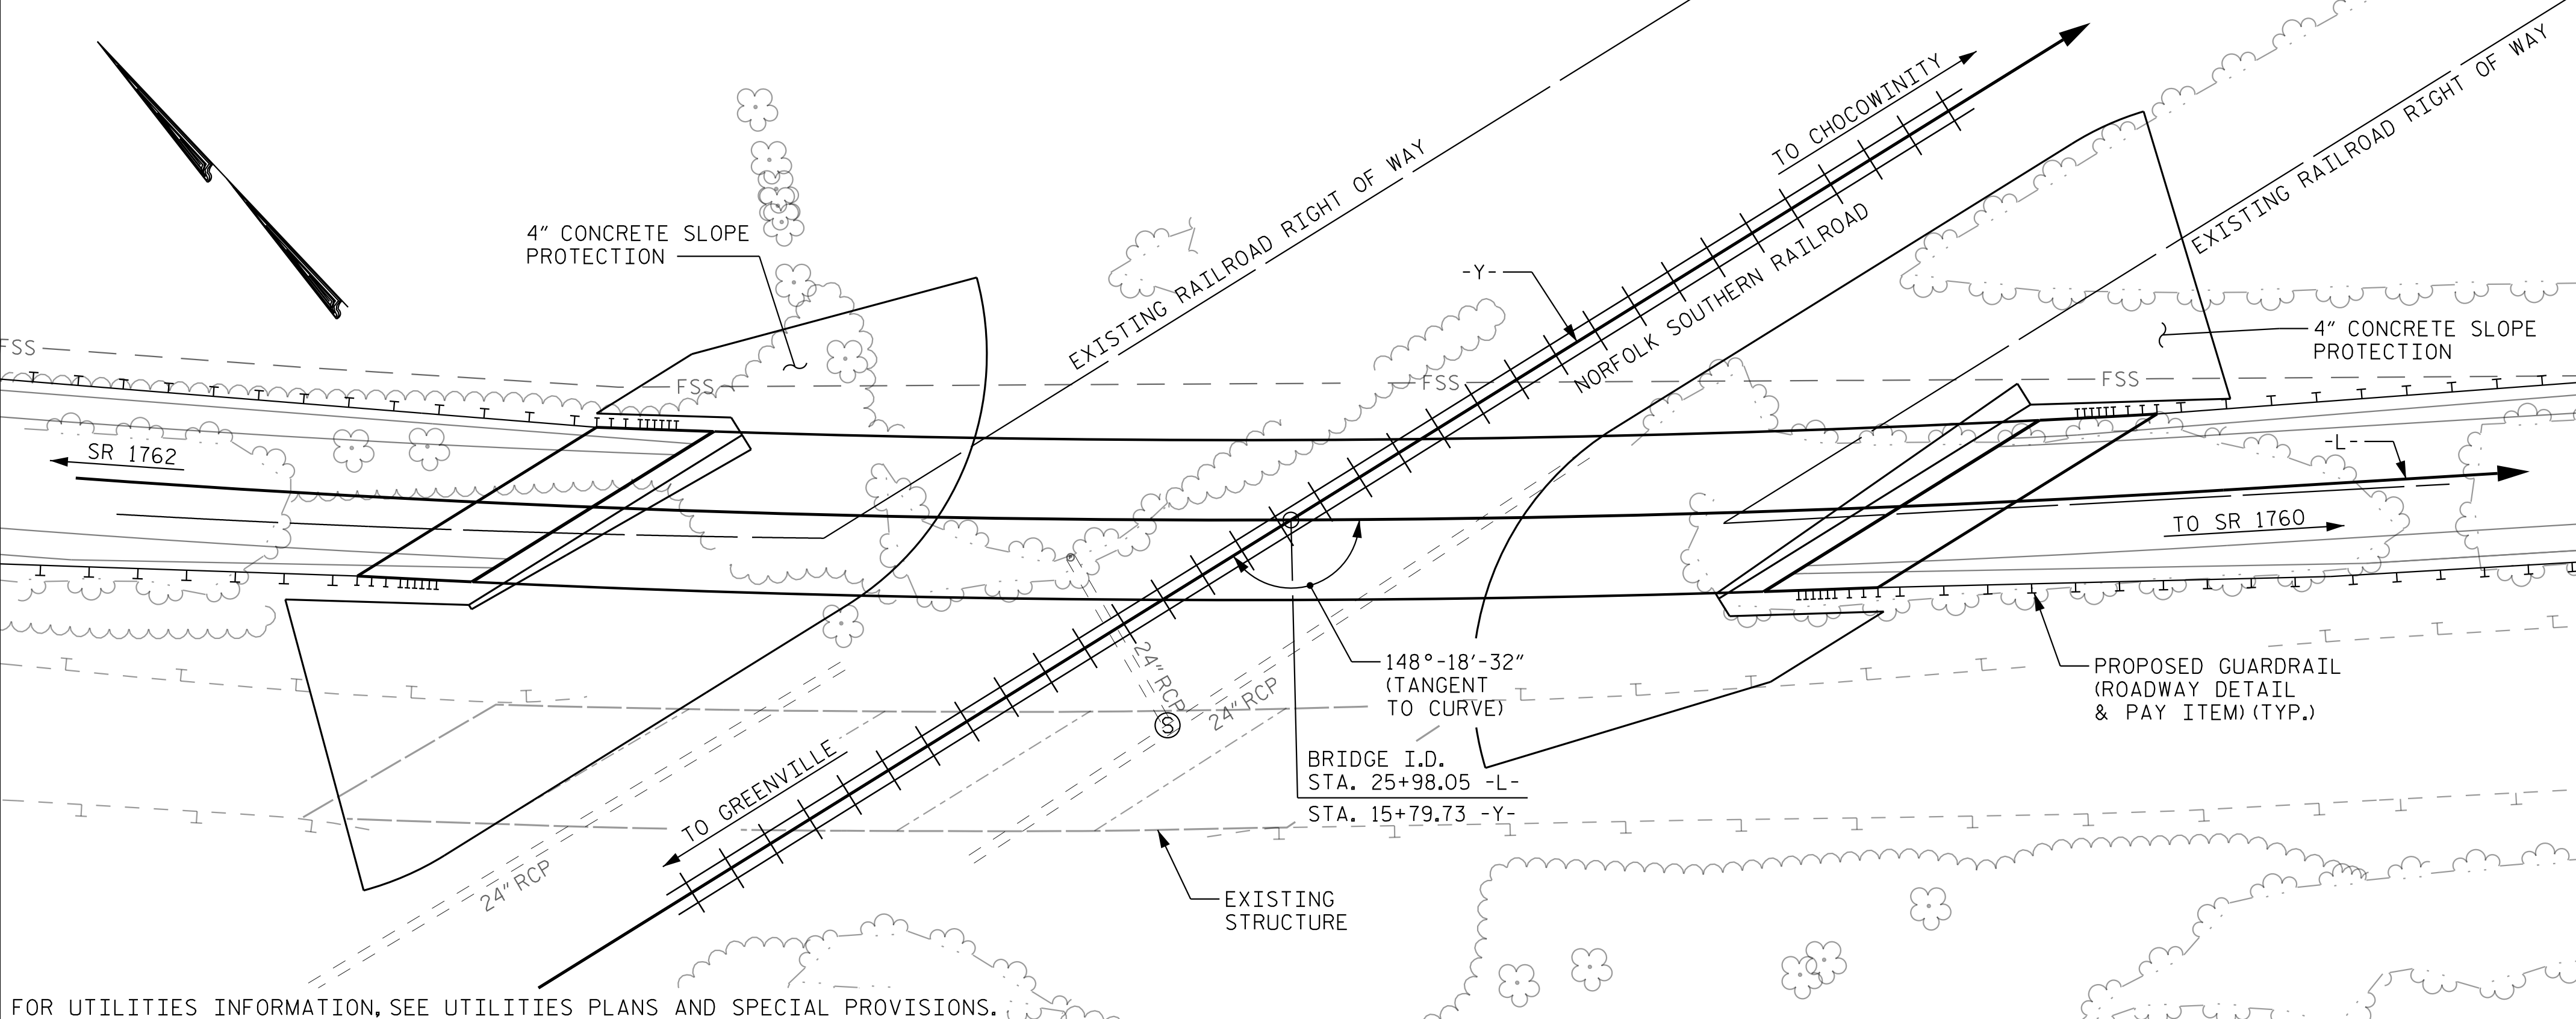 TO CHOCOWINITY
EXISTING RAILROAD RIGHT OF WAY
EXISTING RAILROAD RIGHT OF WAY
4" CONCRETE SLOPE
PROTECTION
-Y-
NORFOLK SOUTHERN RAILROAD
4" CONCRETE SLOPE
PROTECTION
FSS
FSS
FSS
FSS
SR 1762
-L-
TO SR 1760
148°-18'-32"
(TANGENT
TO CURVE)
24" RCP
24" RCP
S
PROPOSED GUARDRAIL
(ROADWAY DETAIL
& PAY ITEM) (TYP.)
BRIDGE I.D.
STA. 25+98.05 -L-
STA. 15+79.73 -Y-
TO GREENVILLE
24" RCP
EXISTING
STRUCTURE
FOR UTILITIES INFORMATION, SEE UTILITIES PLANS AND SPECIAL PROVISIONS.